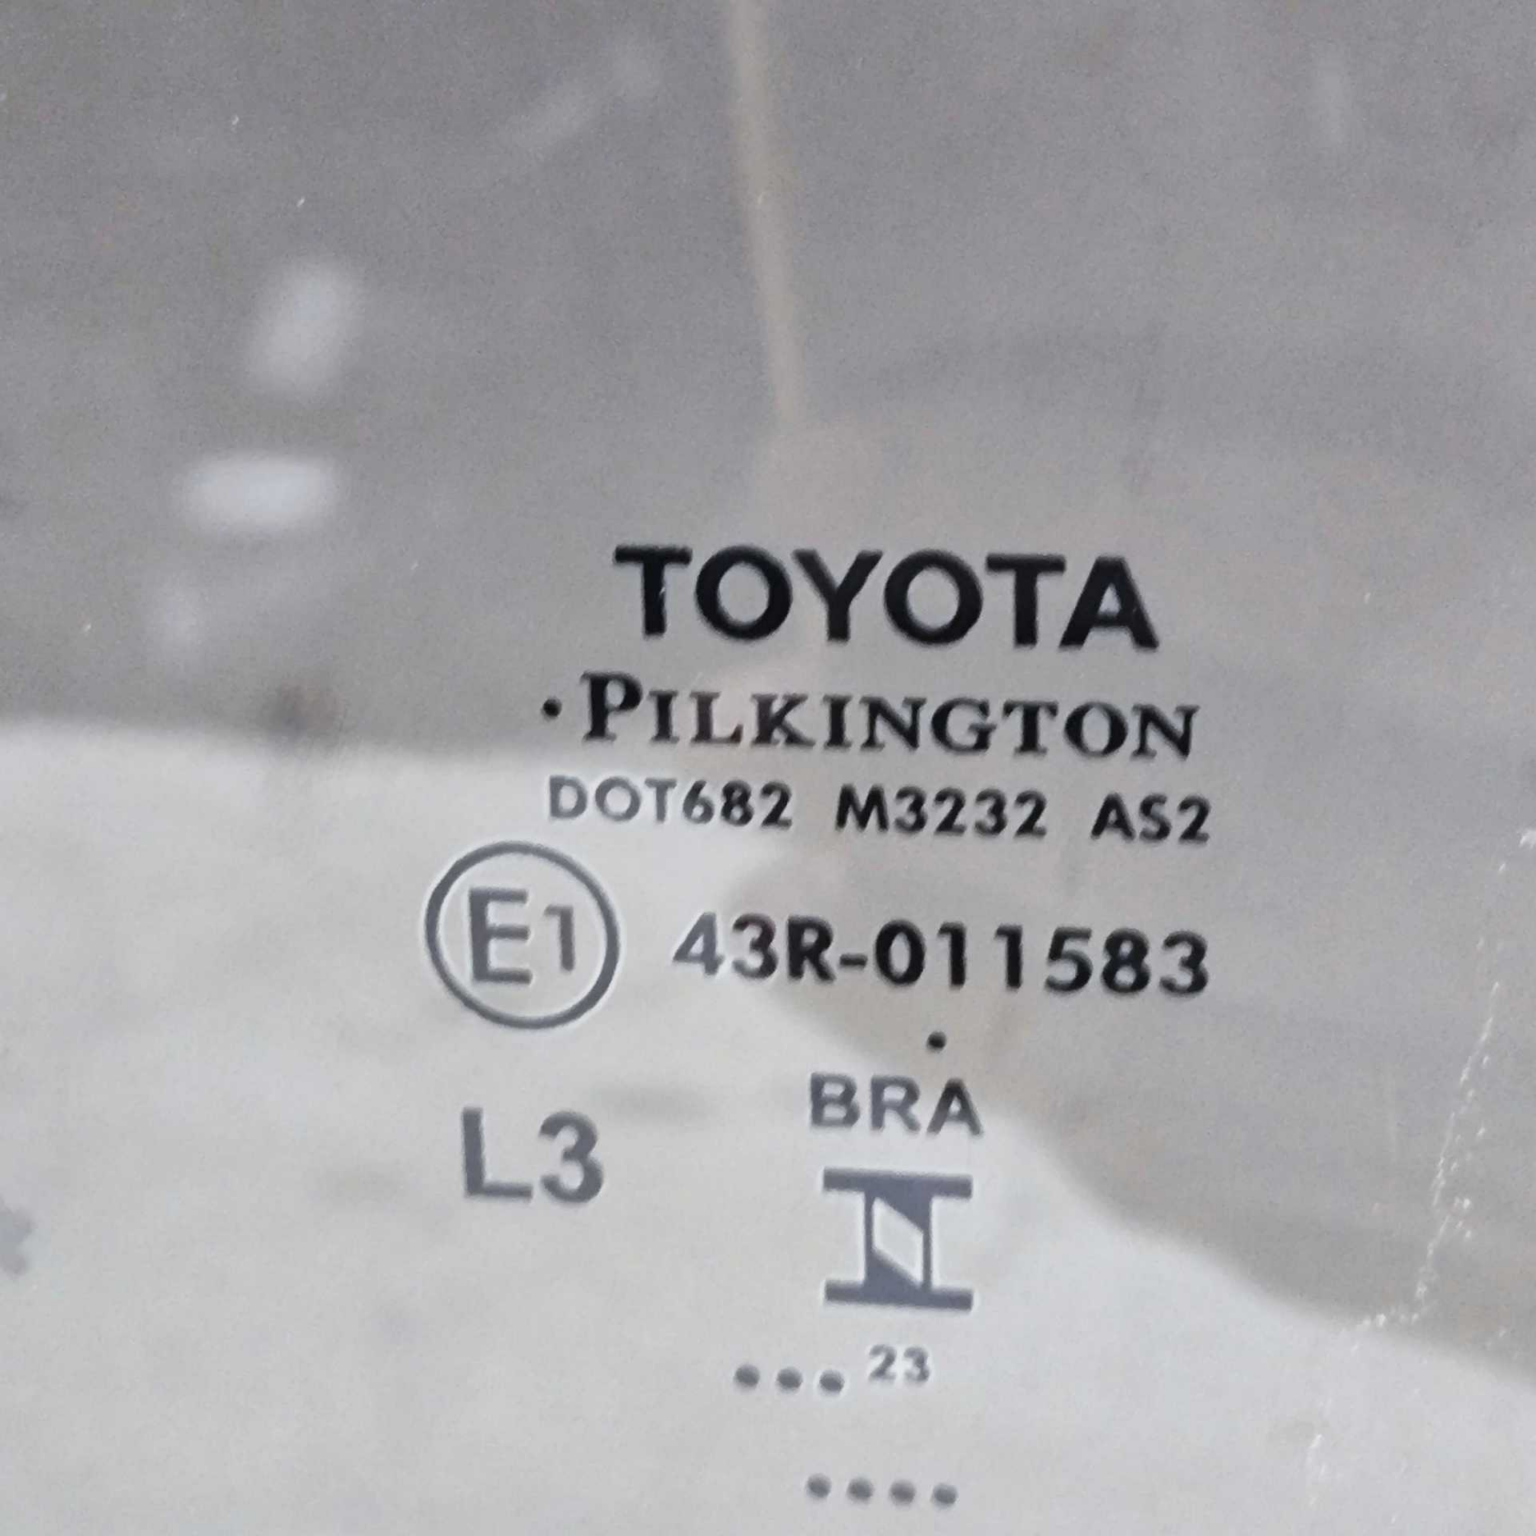 TOYOTA
·PILKINGTON
DOT682 M3232 AS2
E1 43R-011583
BRA
L3
...23
....